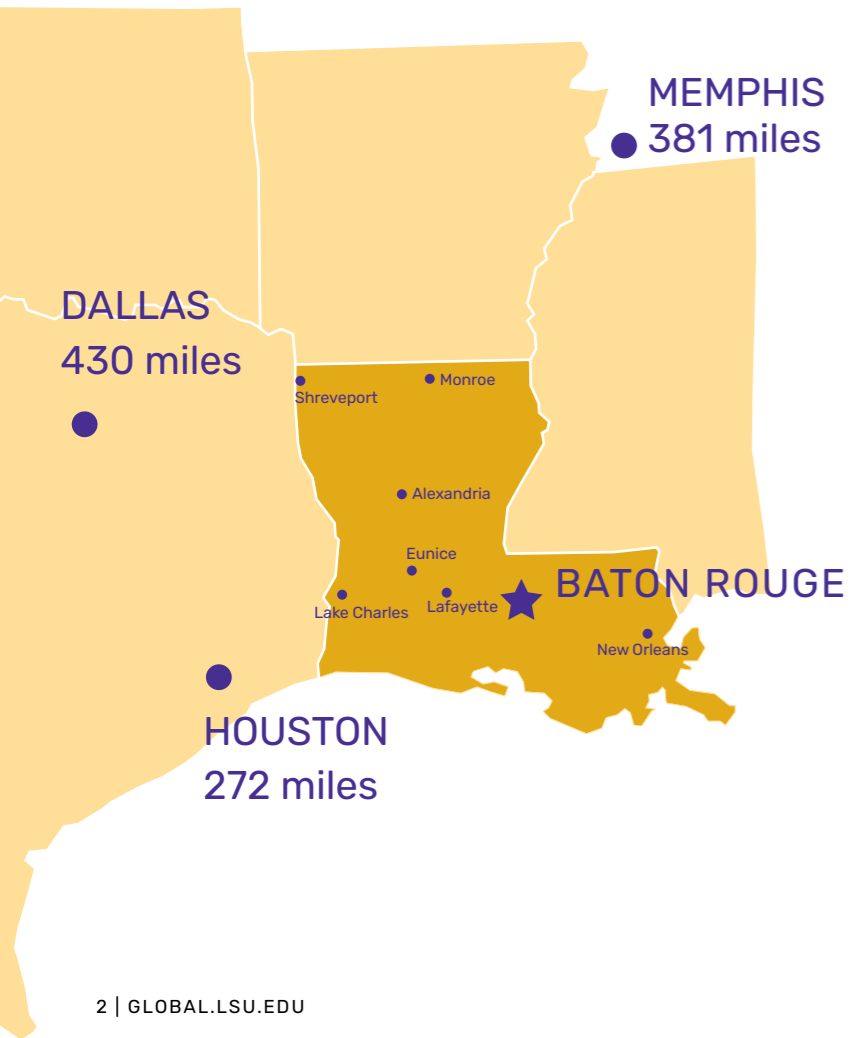 MEMPHIS
381 miles
DALLAS
430 miles
Shreveport
Monroe
Alexandria
Eunice
BATON ROUGE
Lake Charles
Lafayette
New Orleans
HOUSTON
272 miles
2 | GLOBAL.LSU.EDU